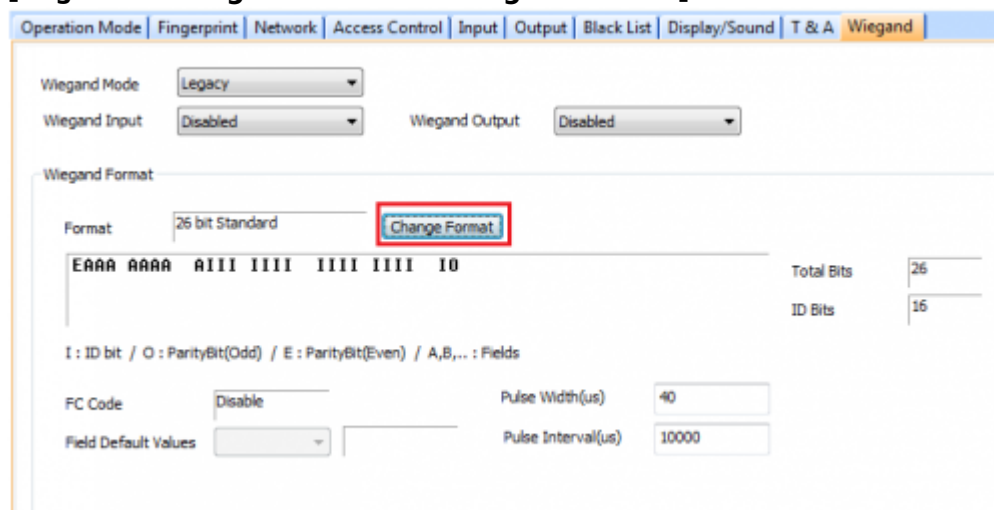 Operation Mode Fingerprint Network Access Control Input Output Black List Display/Sound T & A Wiegand
Wiegand Mode Legacy
Wiegand Input Disabled Wiegand Output Disabled
Wiegand Format
Format 26 bit Standard Change Format
EAAA AAAA AIII IIII IIII IIII IO
Total Bits 26
ID Bits 16
I : ID bit / O : ParityBit(Odd) / E : ParityBit(Even) / A,B,.. : Fields
FC Code Disable Pulse Width(us) 40
Field Default Values Pulse Interval(us) 10000